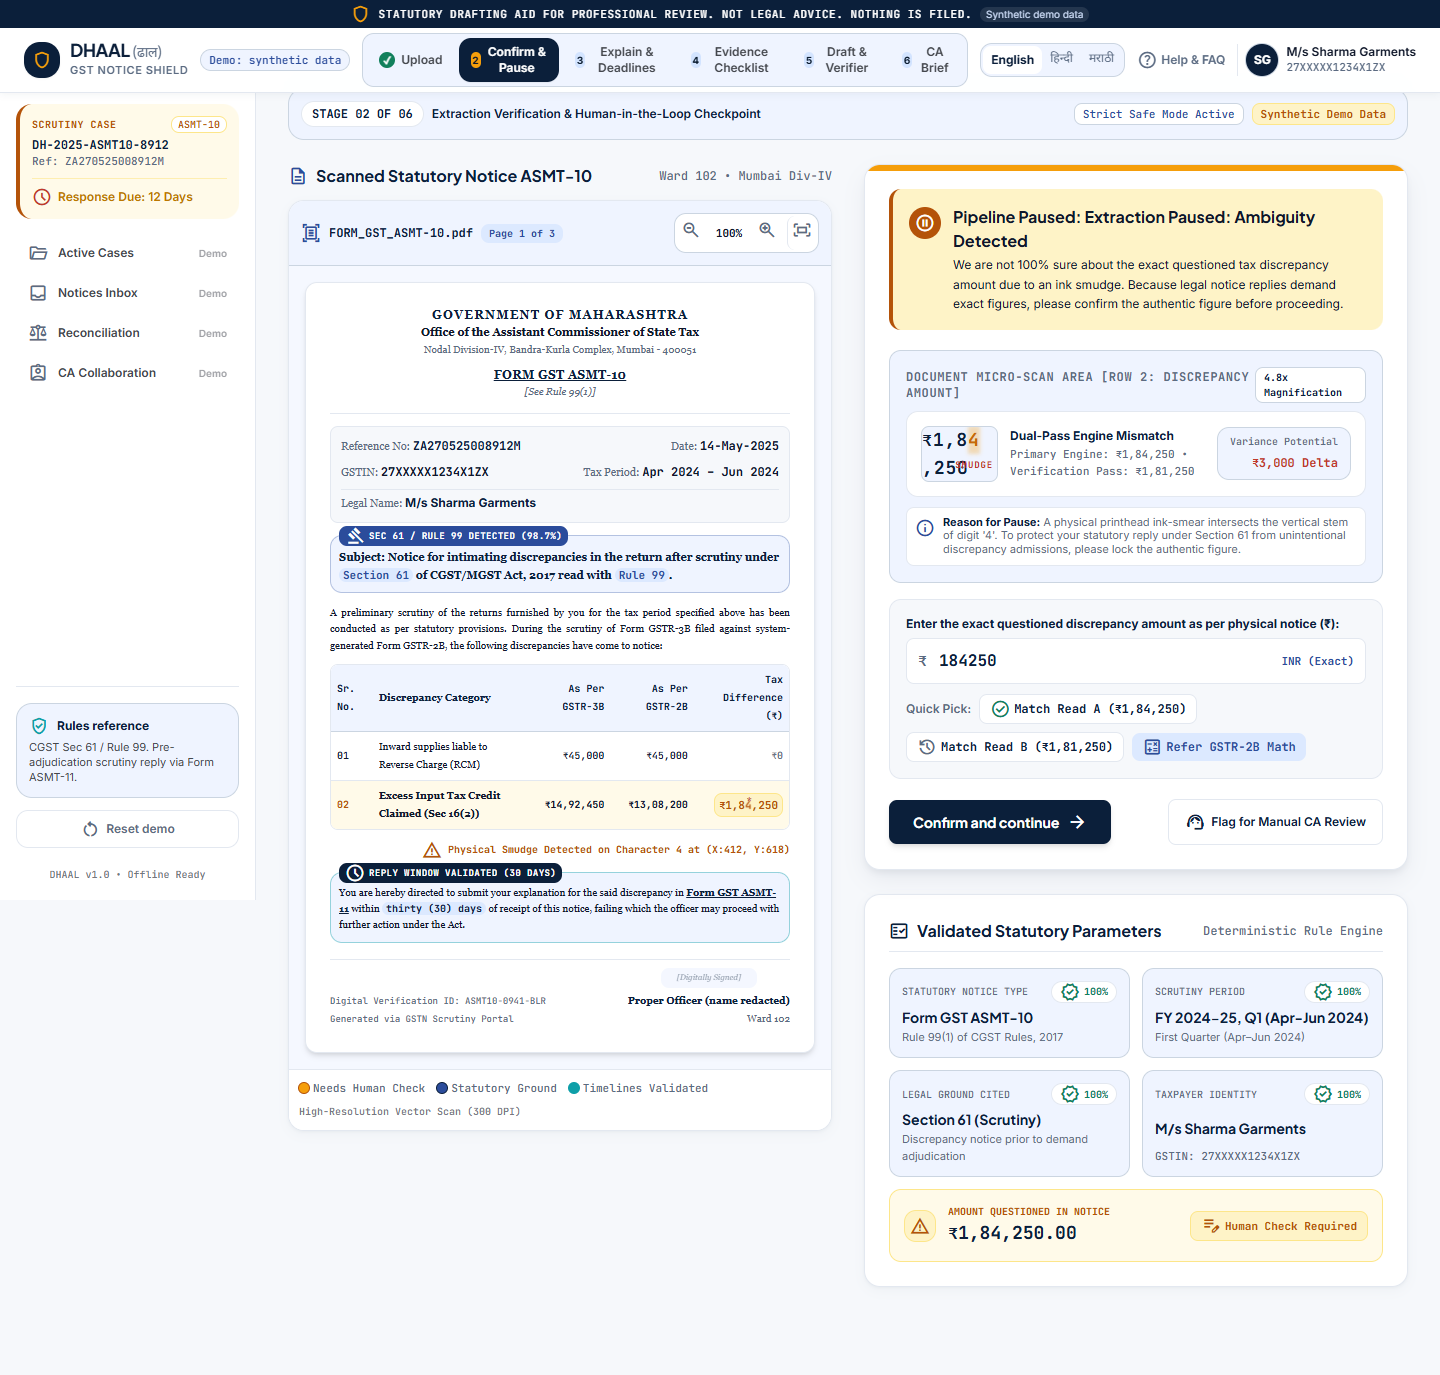 STATUTORY DRAFTING AID FOR PROFESSIONAL REVIEW. NOT LEGAL ADVICE. NOTHING IS FILED. Synthetic demo data
DHAAL (ढाल)
GST NOTICE SHIELD
Demo: synthetic data
Upload
2 Confirm & Pause
3 Explain & Deadlines
4 Evidence Checklist
5 Draft & Verifier
6 CA Brief
English हिन्दी मराठी
Help & FAQ
SG
M/s Sharma Garments
27XXXXX1234X1ZX
SCRUTINY CASE ASMT-10
DH-2025-ASMT10-8912
Ref: ZA270525008912M
Response Due: 12 Days
Active Cases Demo
Notices Inbox Demo
Reconciliation Demo
CA Collaboration Demo
Rules reference
CGST Sec 61 / Rule 99. Pre-
adjudication scrutiny reply via Form
ASMT-11.
Reset demo
DHAAL v1.0 • Offline Ready
STAGE 02 OF 06 Extraction Verification & Human-in-the-Loop Checkpoint
Strict Safe Mode Active Synthetic Demo Data
Scanned Statutory Notice ASMT-10 Ward 102 • Mumbai Div-IV
FORM_GST_ASMT-10.pdf Page 1 of 3 100%
GOVERNMENT OF MAHARASHTRA
Office of the Assistant Commissioner of State Tax
Nodal Division-IV, Bandra-Kurla Complex, Mumbai - 400051
FORM GST ASMT-10
[See Rule 99(1)]
Reference No: ZA270525008912M Date: 14-May-2025
GSTIN: 27XXXXX1234X1ZX Tax Period: Apr 2024 – Jun 2024
Legal Name: M/s Sharma Garments
SEC 61 / RULE 99 DETECTED (98.7%)
Subject: Notice for intimating discrepancies in the return after scrutiny under
Section 61 of CGST/MGST Act, 2017 read with Rule 99 .
A preliminary scrutiny of the returns furnished by you for the tax period specified above has been
conducted as per statutory provisions. During the scrutiny of Form GSTR-3B filed against system-
generated Form GSTR-2B, the following discrepancies have come to notice:
Sr. No. Discrepancy Category As Per GSTR-3B As Per GSTR-2B Tax Difference (₹)
01 Inward supplies liable to Reverse Charge (RCM) ₹45,000 ₹45,000 ₹0
02 Excess Input Tax Credit Claimed (Sec 16(2)) ₹14,92,450 ₹13,08,200 ₹1,84,250
Physical Smudge Detected on Character 4 at (X:412, Y:618)
REPLY WINDOW VALIDATED (30 DAYS)
You are hereby directed to submit your explanation for the said discrepancy in Form GST ASMT-
11 within thirty (30) days of receipt of this notice, failing which the officer may proceed with
further action under the Act.
[Digitally Signed]
Digital Verification ID: ASMT10-0941-BLR Proper Officer (name redacted)
Generated via GSTN Scrutiny Portal Ward 102
Needs Human Check Statutory Ground Timelines Validated
High-Resolution Vector Scan (300 DPI)
Pipeline Paused: Extraction Paused: Ambiguity
Detected
We are not 100% sure about the exact questioned tax discrepancy
amount due to an ink smudge. Because legal notice replies demand
exact figures, please confirm the authentic figure before proceeding.
DOCUMENT MICRO-SCAN AREA [ROW 2: DISCREPANCY
AMOUNT]
4.8x
Magnification
₹1,84
,250
SMUDGE
Dual-Pass Engine Mismatch
Primary Engine: ₹1,84,250 •
Verification Pass: ₹1,81,250
Variance Potential
₹3,000 Delta
Reason for Pause: A physical printhead ink-smear intersects the vertical stem
of digit '4'. To protect your statutory reply under Section 61 from unintentional
discrepancy admissions, please lock the authentic figure.
Enter the exact questioned discrepancy amount as per physical notice (₹):
₹ 184250 INR (Exact)
Quick Pick: Match Read A (₹1,84,250)
Match Read B (₹1,81,250) Refer GSTR-2B Math
Confirm and continue
Flag for Manual CA Review
Validated Statutory Parameters Deterministic Rule Engine
STATUTORY NOTICE TYPE 100%
Form GST ASMT-10
Rule 99(1) of CGST Rules, 2017
SCRUTINY PERIOD 100%
FY 2024–25, Q1 (Apr-Jun 2024)
First Quarter (Apr–Jun 2024)
LEGAL GROUND CITED 100%
Section 61 (Scrutiny)
Discrepancy notice prior to demand
adjudication
TAXPAYER IDENTITY 100%
M/s Sharma Garments
GSTIN: 27XXXXX1234X1ZX
AMOUNT QUESTIONED IN NOTICE
₹1,84,250.00
Human Check Required